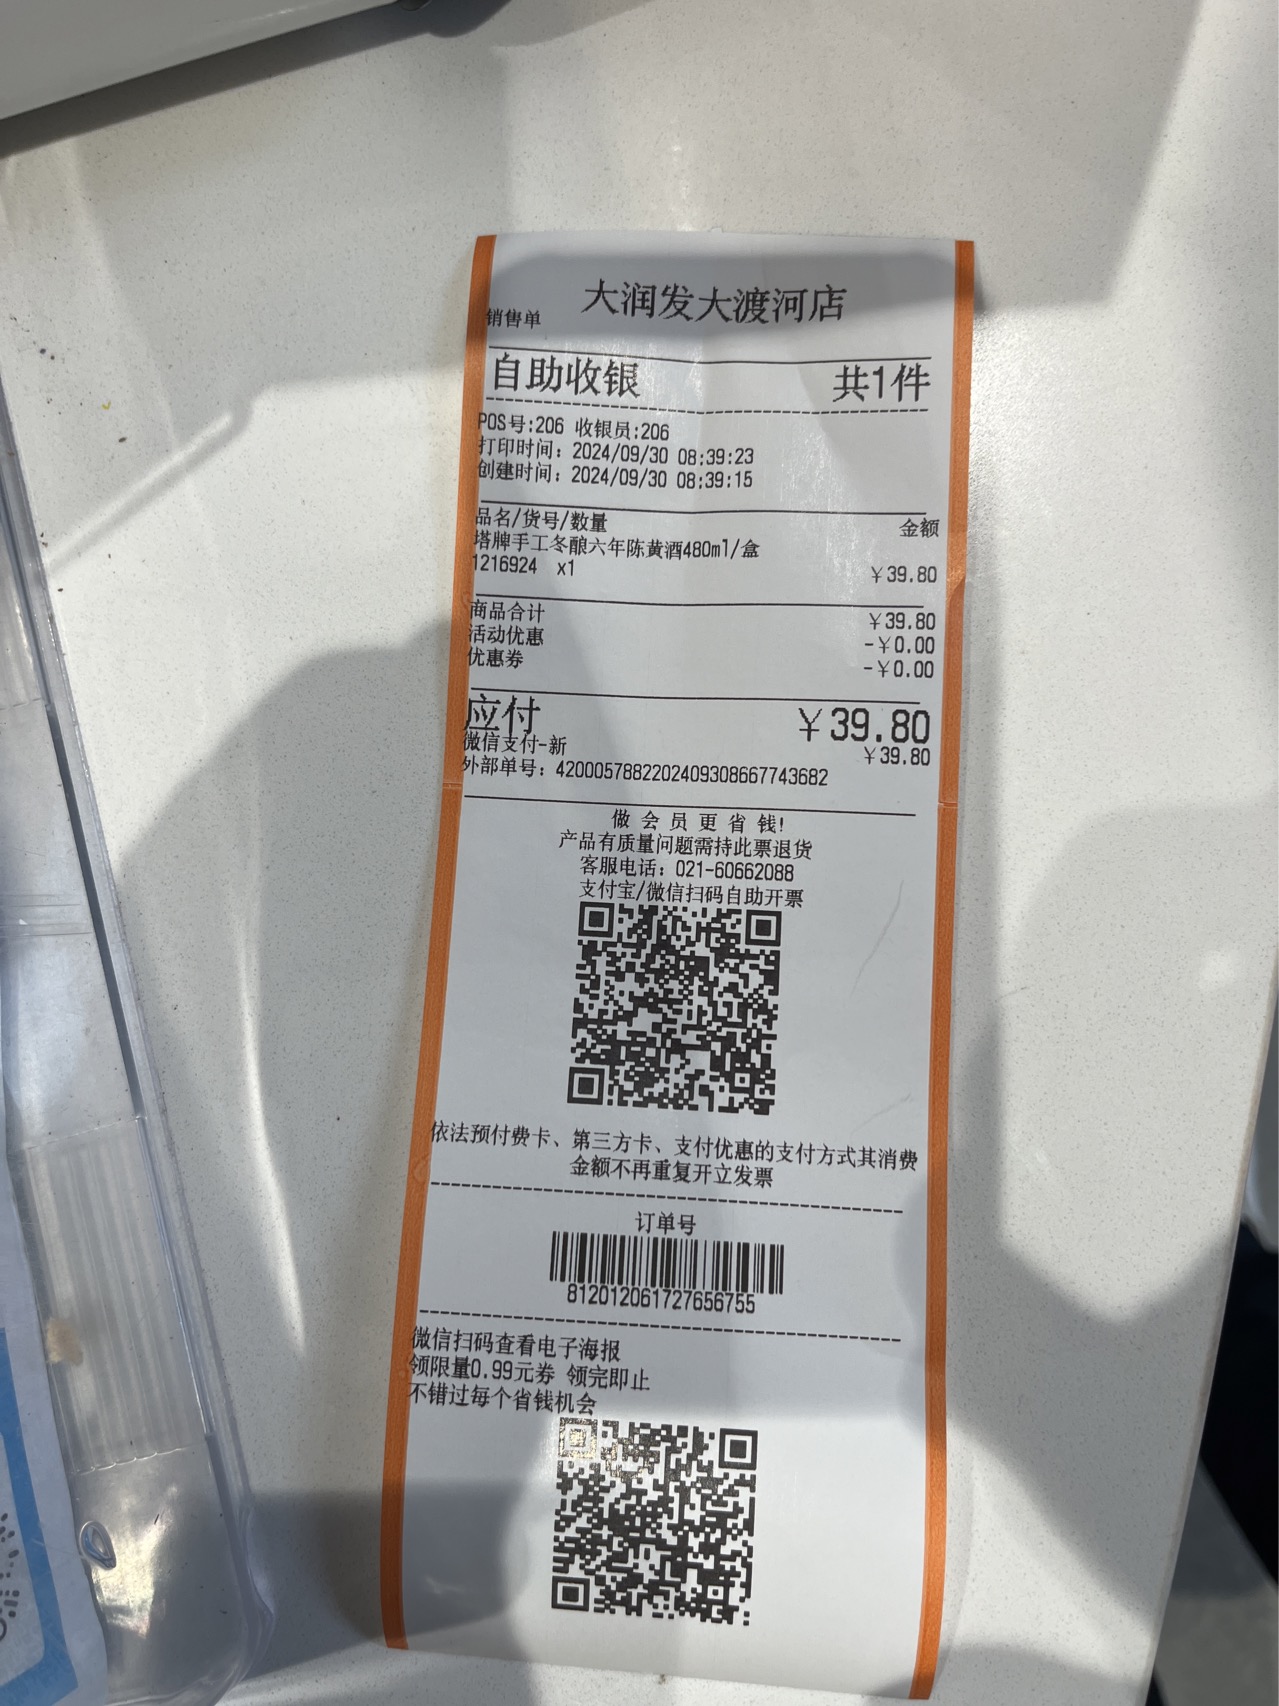 大润发大渡河店
销售单
自助收银 共1件
POS号:206 收银员:206
打印时间: 2024/09/30 08:39:23
创建时间: 2024/09/30 08:39:15
品名/货号/数量 金额
塔牌手工冬酿六年陈黄酒480ml/盒
1216924 x1 ￥39.80
商品合计 ￥39.80
活动优惠 -￥0.00
优惠券 -￥0.00
应付 ￥39.80
微信支付-新 ￥39.80
外部单号: 4200057882202409308667743682
做 会 员 更 省 钱!
产品有质量问题需持此票退货
客服电话: 021-60662088
支付宝/微信扫码自助开票
依法预付费卡、第三方卡、支付优惠的支付方式其消费
金额不再重复开立发票
订单号
812012061727656755
微信扫码查看电子海报
领限量0.99元券 领完即止
不错过每个省钱机会